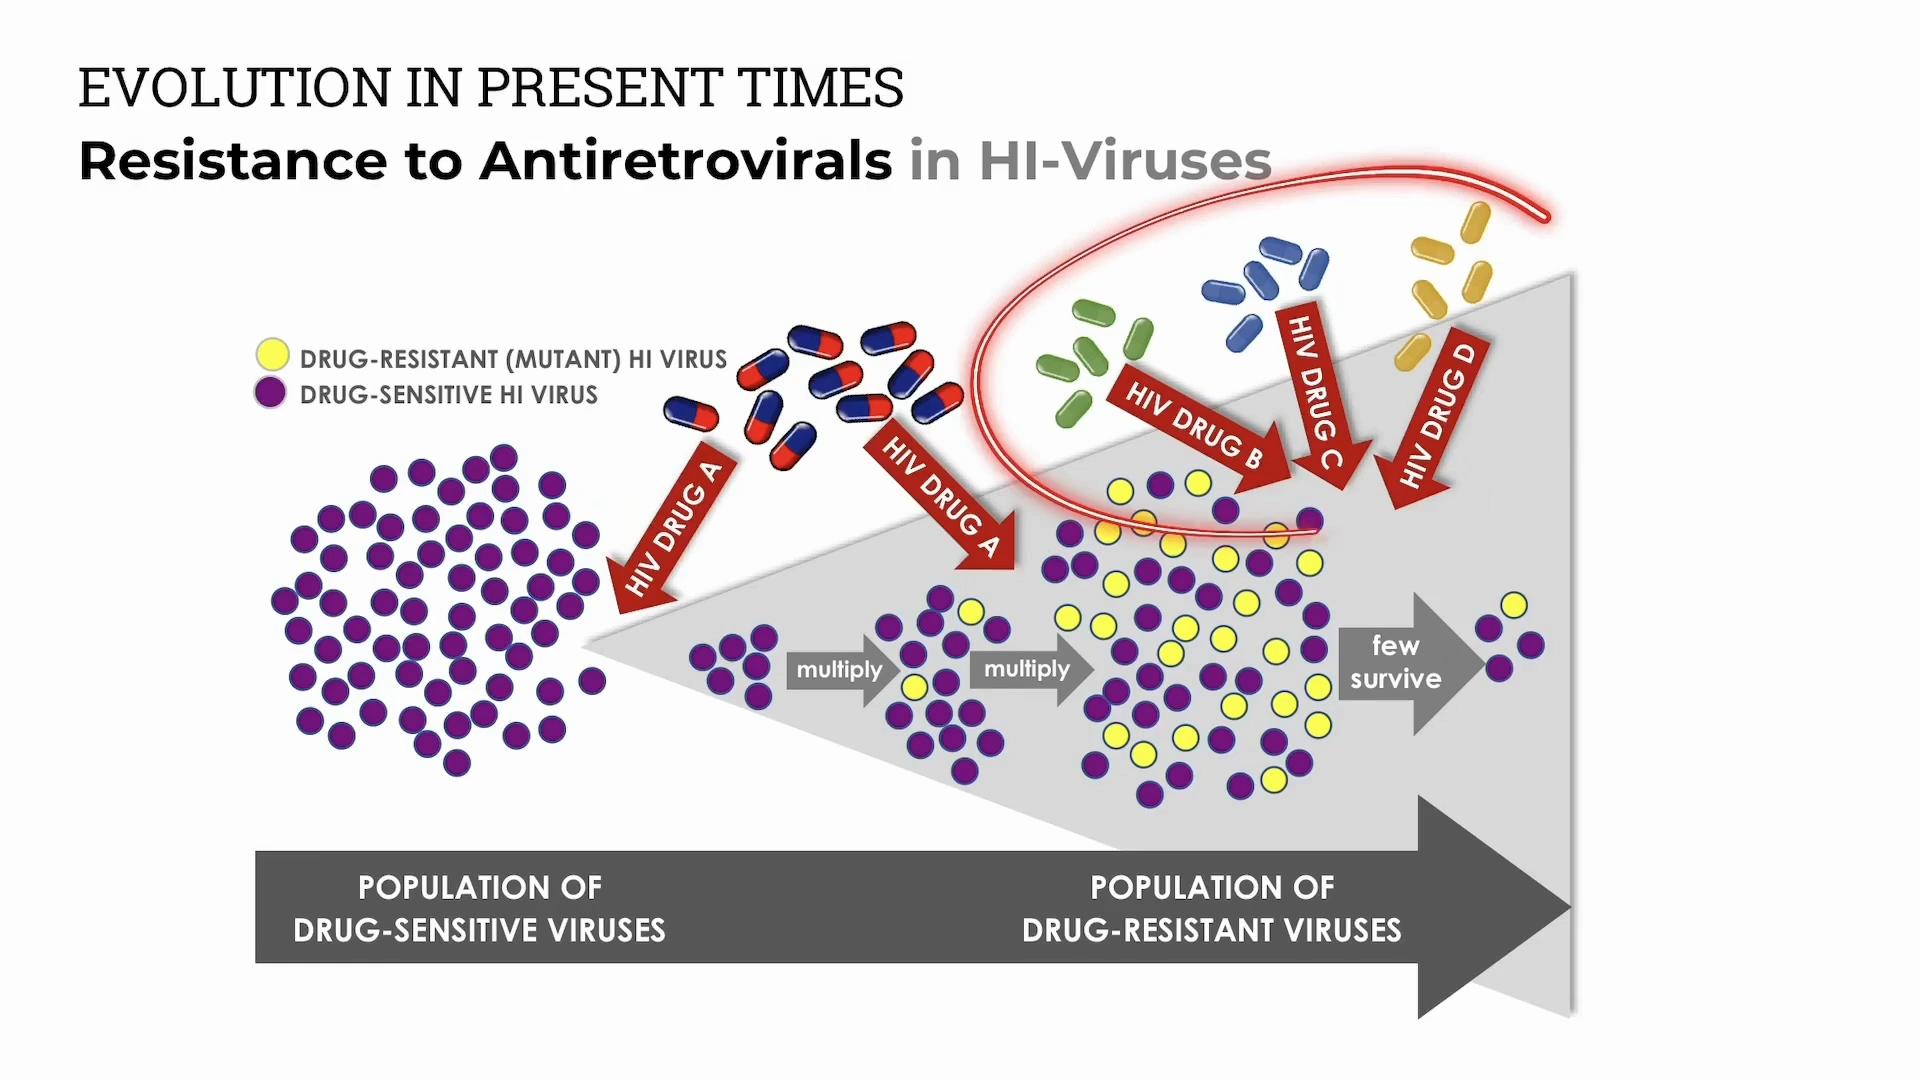 EVOLUTION IN PRESENT TIMES
Resistance to Antiretrovirals in HI-Viruses
DRUG-RESISTANT (MUTANT) HI VIRUS
DRUG-SENSITIVE HI VIRUS
HIV DRUG A
HIV DRUG A
HIV DRUG B
HIV DRUG C
HIV DRUG D
multiply
multiply
few
survive
POPULATION OF
DRUG-SENSITIVE VIRUSES
POPULATION OF
DRUG-RESISTANT VIRUSES